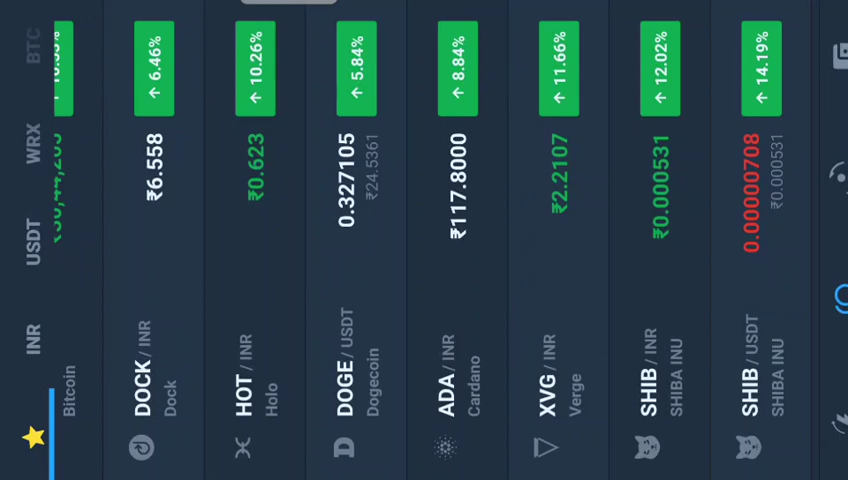 INR USDT WRX BTC
Bitcoin
DOCK / INR ₹6.558 ↑ 6.46%
Dock
HOT / INR ₹0.623 ↑ 10.26%
Holo
DOGE / USDT 0.327105 ↑ 5.84%
Dogecoin ₹24.5361
ADA / INR ₹117.8000 ↑ 8.84%
Cardano
XVG / INR ₹2.2107 ↑ 11.66%
Verge
SHIB / INR ₹0.000531 ↑ 12.02%
SHIBA INU
SHIB / USDT 0.00000708 ↑ 14.19%
SHIBA INU ₹0.000531